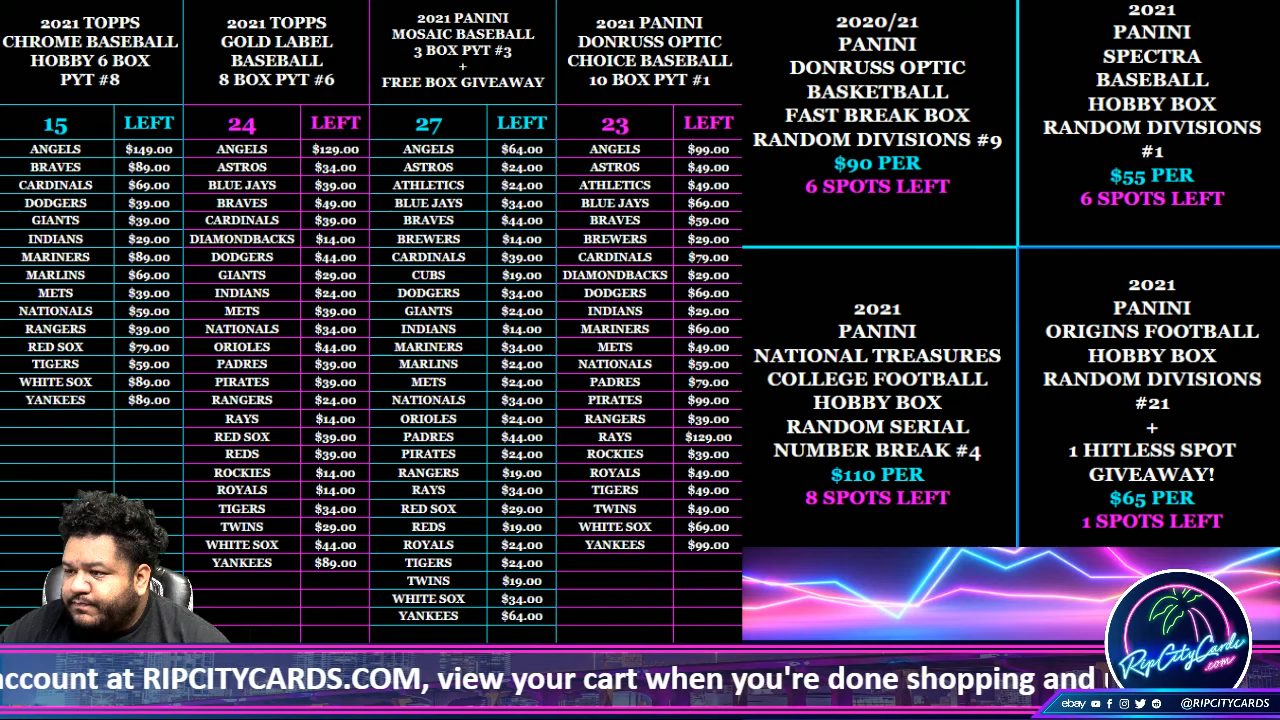 2021 TOPPS
CHROME BASEBALL
HOBBY 6 BOX
PYT #8
15 LEFT
ANGELS $149.00
BRAVES $89.00
CARDINALS $69.00
DODGERS $39.00
GIANTS $39.00
INDIANS $29.00
MARINERS $89.00
MARLINS $69.00
METS $39.00
NATIONALS $59.00
RANGERS $39.00
RED SOX $79.00
TIGERS $59.00
WHITE SOX $89.00
YANKEES $89.00
2021 TOPPS
GOLD LABEL
BASEBALL
8 BOX PYT #6
24 LEFT
ANGELS $129.00
ASTROS $34.00
BLUE JAYS $39.00
BRAVES $49.00
CARDINALS $39.00
DIAMONDBACKS $14.00
DODGERS $44.00
GIANTS $29.00
INDIANS $24.00
METS $39.00
NATIONALS $34.00
ORIOLES $44.00
PADRES $39.00
PIRATES $39.00
RANGERS $24.00
RAYS $14.00
RED SOX $39.00
REDS $39.00
ROCKIES $14.00
ROYALS $14.00
TIGERS $34.00
TWINS $29.00
WHITE SOX $44.00
YANKEES $89.00
2021 PANINI
MOSAIC BASEBALL
3 BOX PYT #3
+
FREE BOX GIVEAWAY
27 LEFT
ANGELS $64.00
ASTROS $24.00
ATHLETICS $24.00
BLUE JAYS $34.00
BRAVES $44.00
BREWERS $14.00
CARDINALS $39.00
CUBS $19.00
DODGERS $34.00
GIANTS $24.00
INDIANS $14.00
MARINERS $34.00
MARLINS $24.00
METS $24.00
NATIONALS $34.00
ORIOLES $24.00
PADRES $44.00
PIRATES $24.00
RANGERS $19.00
RAYS $34.00
RED SOX $29.00
REDS $19.00
ROYALS $24.00
TIGERS $24.00
TWINS $19.00
WHITE SOX $34.00
YANKEES $64.00
2021 PANINI
DONRUSS OPTIC
CHOICE BASEBALL
10 BOX PYT #1
23 LEFT
ANGELS $99.00
ASTROS $49.00
ATHLETICS $49.00
BLUE JAYS $69.00
BRAVES $59.00
BREWERS $29.00
CARDINALS $79.00
DIAMONDBACKS $29.00
DODGERS $69.00
INDIANS $29.00
MARINERS $69.00
METS $49.00
NATIONALS $59.00
PADRES $79.00
PIRATES $99.00
RANGERS $39.00
RAYS $129.00
ROCKIES $39.00
ROYALS $49.00
TIGERS $49.00
TWINS $49.00
WHITE SOX $69.00
YANKEES $99.00
2020/21
PANINI
DONRUSS OPTIC
BASKETBALL
FAST BREAK BOX
RANDOM DIVISIONS #9
$90 PER
6 SPOTS LEFT
2021
PANINI
SPECTRA
BASEBALL
HOBBY BOX
RANDOM DIVISIONS
#1
$55 PER
6 SPOTS LEFT
2021
PANINI
NATIONAL TREASURES
COLLEGE FOOTBALL
HOBBY BOX
RANDOM SERIAL
NUMBER BREAK #4
$110 PER
8 SPOTS LEFT
2021
PANINI
ORIGINS FOOTBALL
HOBBY BOX
RANDOM DIVISIONS
#21
+
1 HITLESS SPOT
GIVEAWAY!
$65 PER
1 SPOTS LEFT
RipCityCards
.com
account at RIPCITYCARDS.COM, view your cart when you're done shopping and
ebay @RIPCITYCARDS